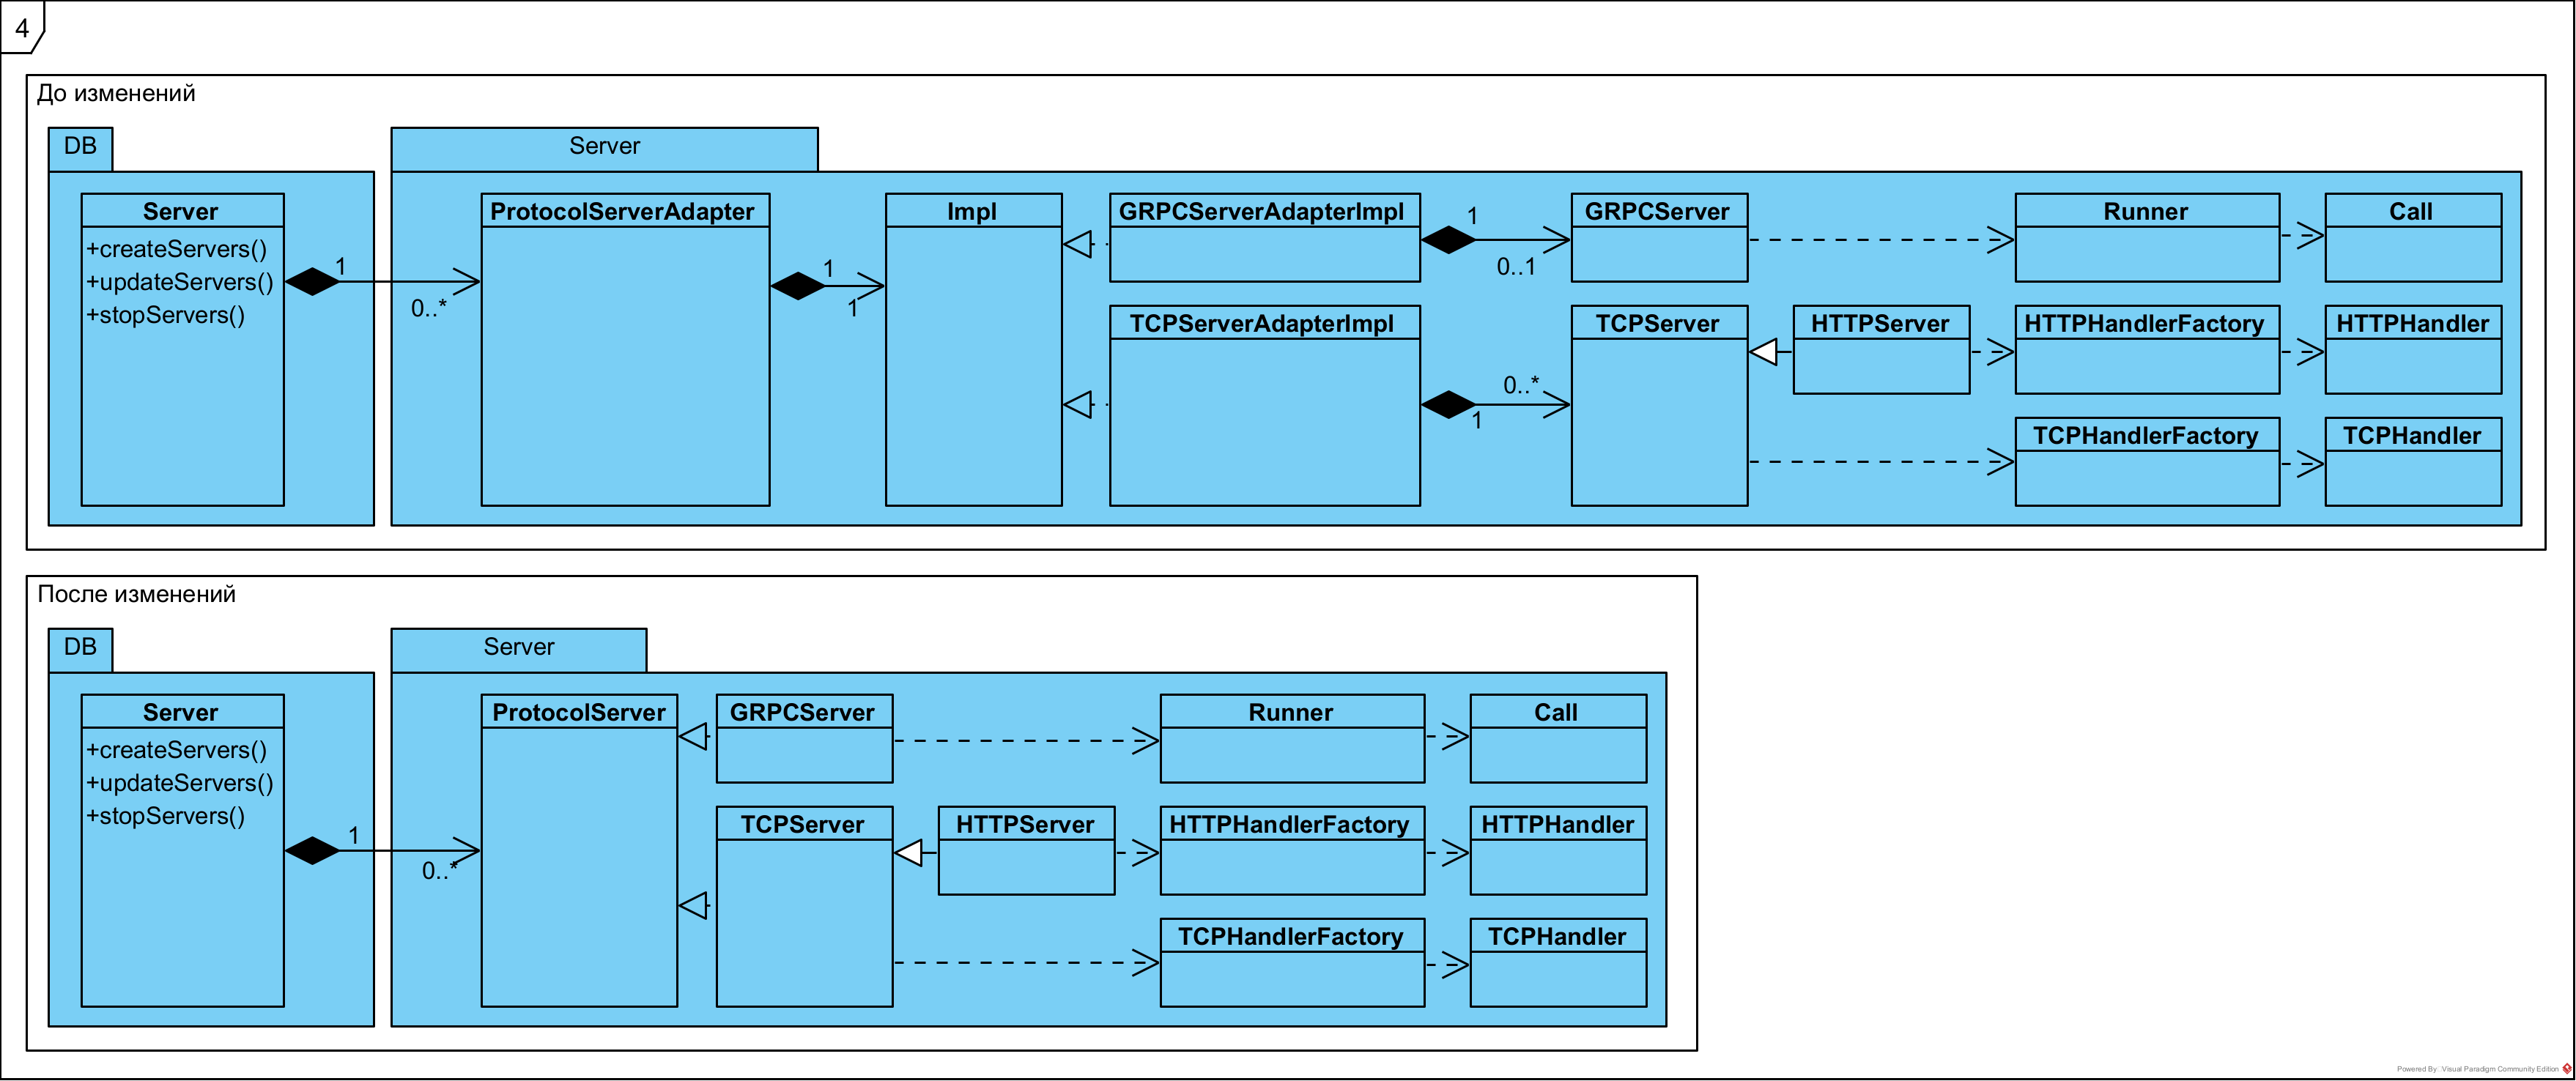 4
До изменений
DB
Server
Server
+createServers()
+updateServers()
+stopServers()
1
0..*
ProtocolServerAdapter
1
1
Impl
GRPCServerAdapterImpl
1
0..1
GRPCServer
Runner
Call
TCPServerAdapterImpl
0..*
1
TCPServer
HTTPServer
HTTPHandlerFactory
HTTPHandler
TCPHandlerFactory
TCPHandler
После изменений
DB
Server
Server
+createServers()
+updateServers()
+stopServers()
1
0..*
ProtocolServer
GRPCServer
Runner
Call
TCPServer
HTTPServer
HTTPHandlerFactory
HTTPHandler
TCPHandlerFactory
TCPHandler
Powered By: Visual Paradigm Community Edition